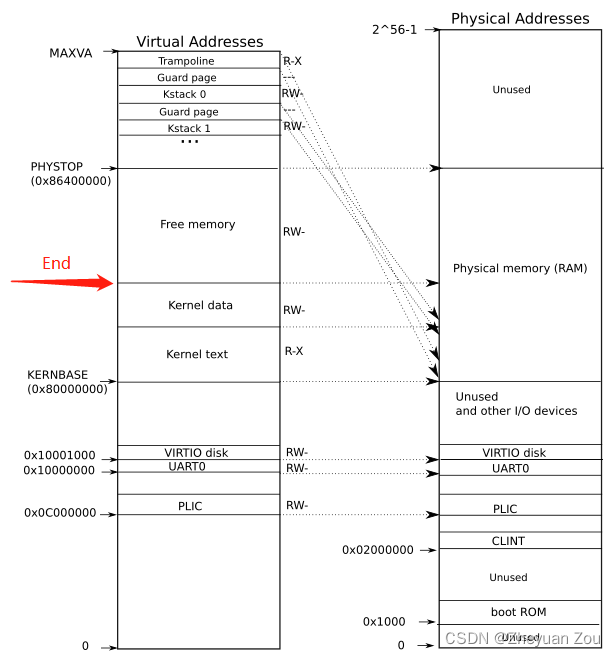 Virtual Addresses
MAXVA
Trampoline
R-X
Guard page
---
Kstack 0
RW-
Guard page
---
Kstack 1
RW-
...
PHYSTOP
(0x86400000)
Free memory
RW-
End
Kernel data
RW-
Kernel text
R-X
KERNBASE
(0x80000000)
0x10001000
VIRTIO disk
RW-
0x10000000
UART0
RW-
PLIC
RW-
0x0C000000
0
Physical Addresses
2^56-1
Unused
Physical memory (RAM)
Unused
and other I/O devices
VIRTIO disk
UART0
PLIC
CLINT
0x02000000
Unused
boot ROM
0x1000
Unused
0
CSDN @Zheyuan Zou